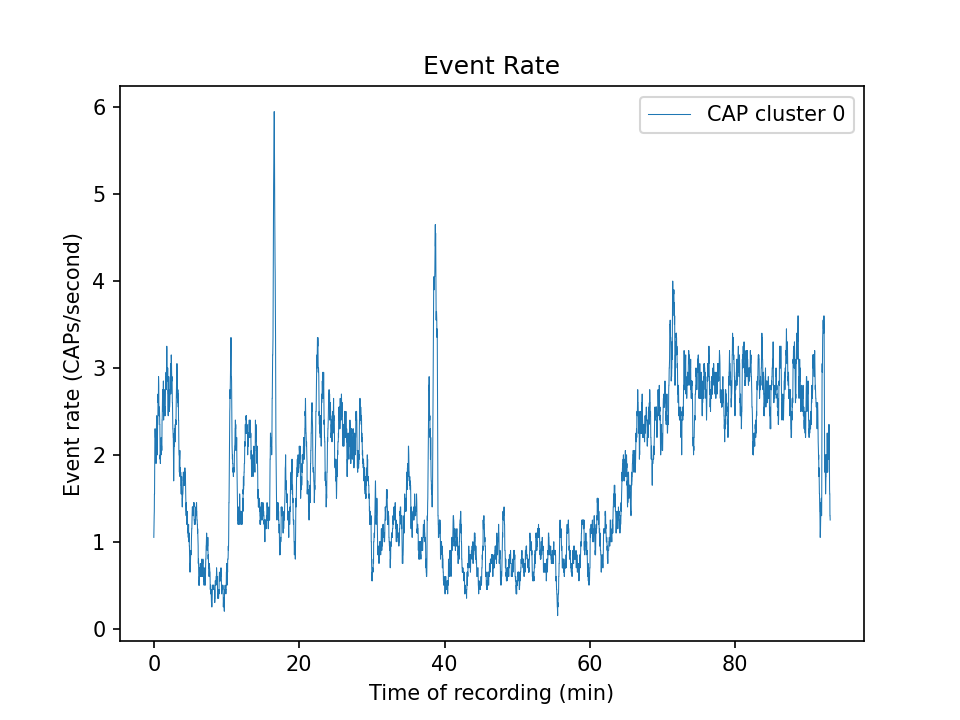 Event Rate
CAP cluster 0
Event rate (CAPs/second)
6
5
4
3
2
1
0
0 20 40 60 80
Time of recording (min)